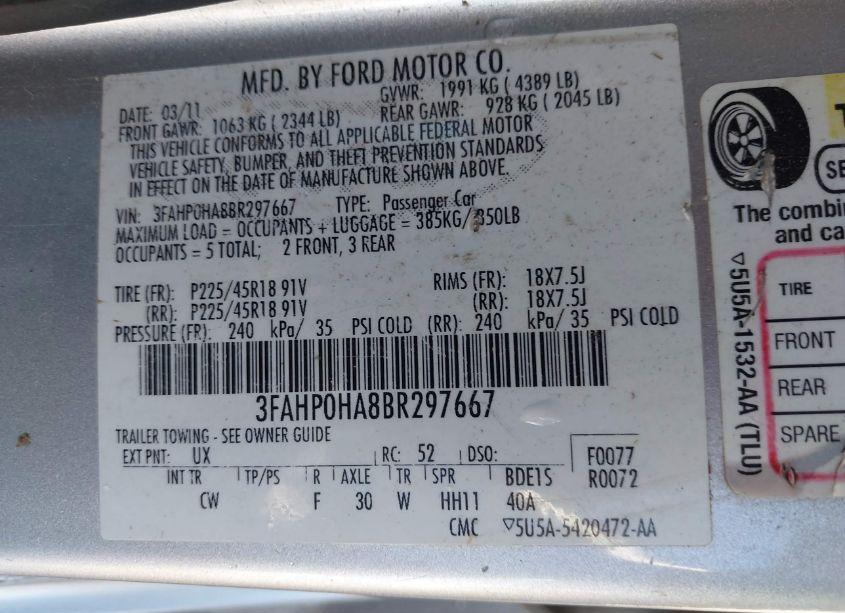 MFD. BY FORD MOTOR CO.
DATE: 03/11
GVWR: 1991 KG ( 4389 LB)
FRONT GAWR: 1063 KG ( 2344 LB)
REAR GAWR: 928 KG ( 2045 LB)
THIS VEHICLE CONFORMS TO ALL APPLICABLE FEDERAL MOTOR
VEHICLE SAFETY, BUMPER, AND THEFT PREVENTION STANDARDS
IN EFFECT ON THE DATE OF MANUFACTURE SHOWN ABOVE.
VIN: 3FAHP0HA8BR297667 TYPE: Passenger Car
MAXIMUM LOAD = OCCUPANTS + LUGGAGE = 385KG/ 850LB
OCCUPANTS = 5 TOTAL; 2 FRONT, 3 REAR
TIRE (FR): P225/45R18 91V RIMS (FR): 18X7.5J
(RR): P225/45R18 91V (RR): 18X7.5J
PRESSURE (FR): 240 kPa/ 35 PSI COLD (RR): 240 kPa/ 35 PSI COLD
3FAHP0HA8BR297667
TRAILER TOWING - SEE OWNER GUIDE
EXT PNT: UX RC: 52 DSO: F0077
INT TR TP/PS R AXLE TR SPR BDE1S R0072
CW F 30 W HH11 40A
CMC ▽5U5A-5420472-AA
T
SE
The combin
and ca
TIRE
FRONT
REAR
SPARE
▽5U5A-1532-AA (TLU)